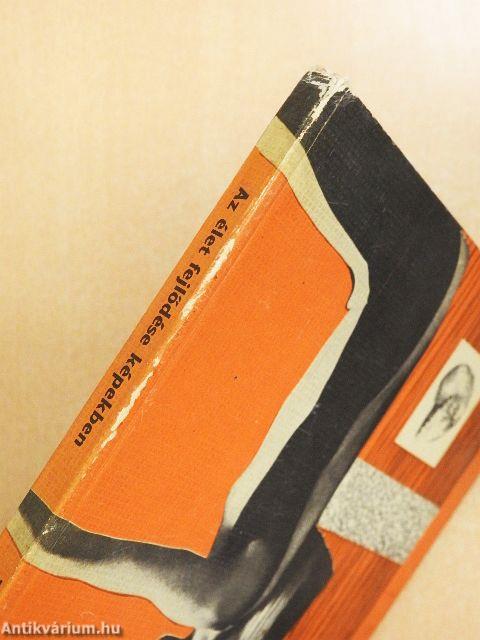 Az élet fejlődése képekben
Antikvárium.hu